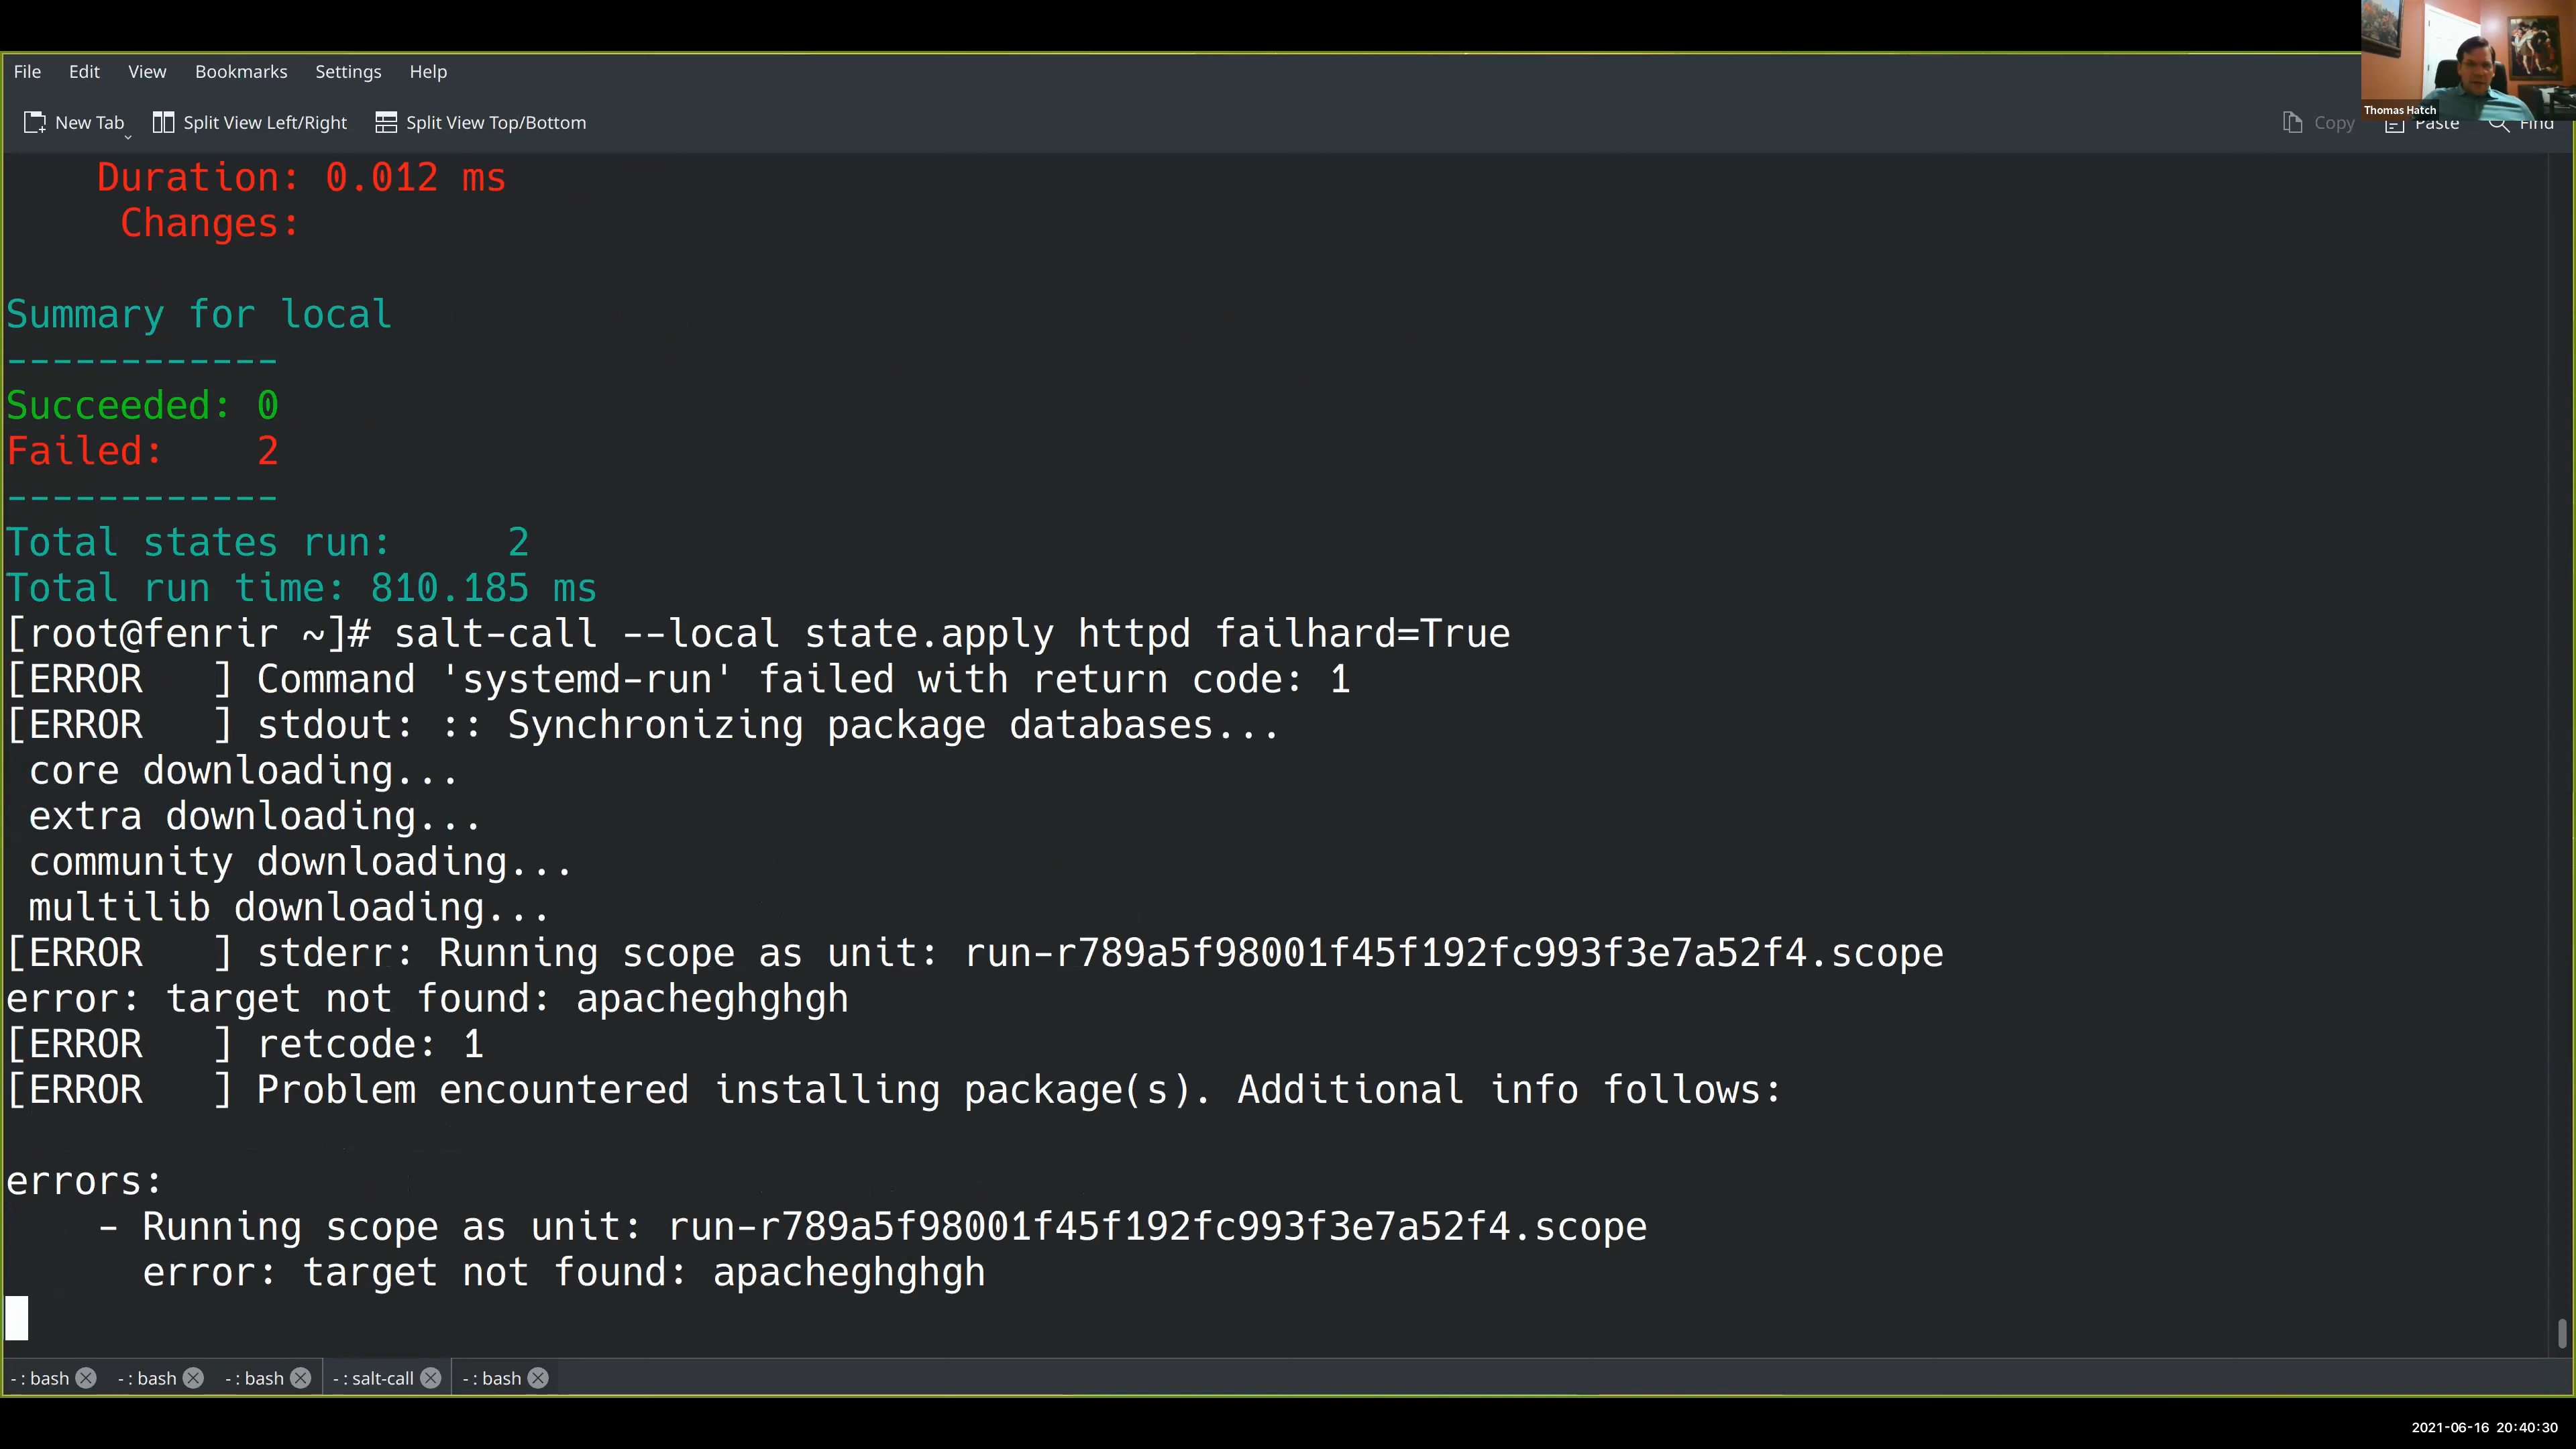 File Edit View Bookmarks Settings Help
Thomas Hatch
New Tab Split View Left/Right Split View Top/Bottom Copy Paste Find
Duration: 0.012 ms
Changes:
Summary for local
------------
Succeeded: 0
Failed: 2
------------
Total states run: 2
Total run time: 810.185 ms
[root@fenrir ~]# salt-call --local state.apply httpd failhard=True
[ERROR ] Command 'systemd-run' failed with return code: 1
[ERROR ] stdout: :: Synchronizing package databases...
core downloading...
extra downloading...
community downloading...
multilib downloading...
[ERROR ] stderr: Running scope as unit: run-r789a5f98001f45f192fc993f3e7a52f4.scope
error: target not found: apacheghghgh
[ERROR ] retcode: 1
[ERROR ] Problem encountered installing package(s). Additional info follows:
errors:
- Running scope as unit: run-r789a5f98001f45f192fc993f3e7a52f4.scope
error: target not found: apacheghghgh
- : bash - : bash - : bash - : salt-call - : bash
2021-06-16 20:40:30